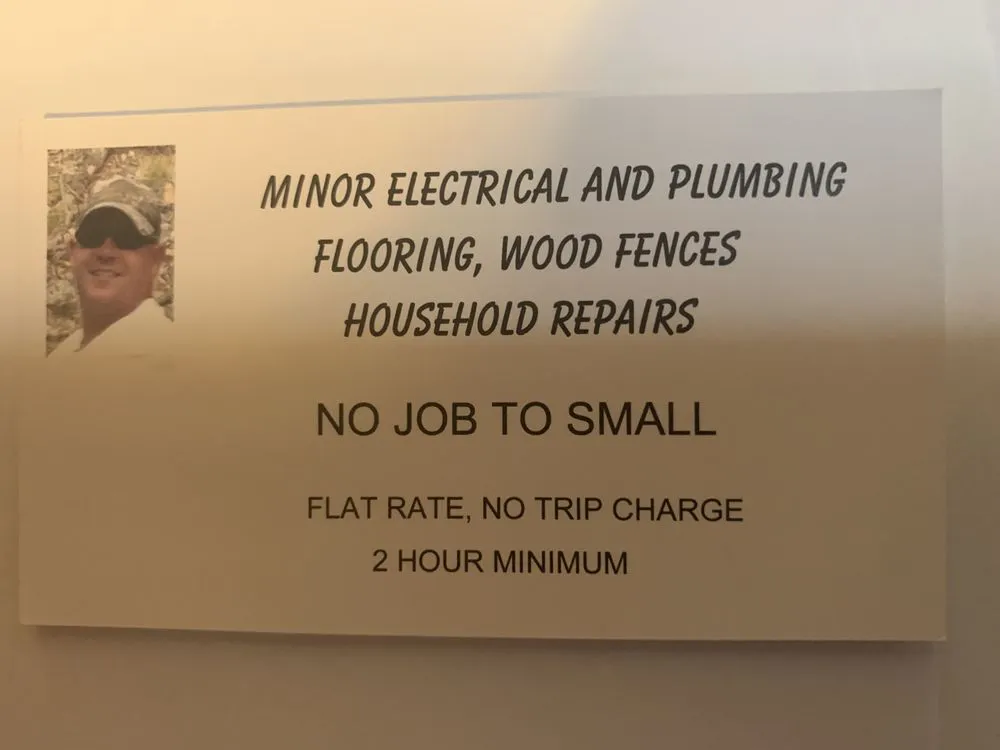 MINOR ELECTRICAL AND PLUMBING
FLOORING, WOOD FENCES
HOUSEHOLD REPAIRS
NO JOB TO SMALL
FLAT RATE, NO TRIP CHARGE
2 HOUR MINIMUM